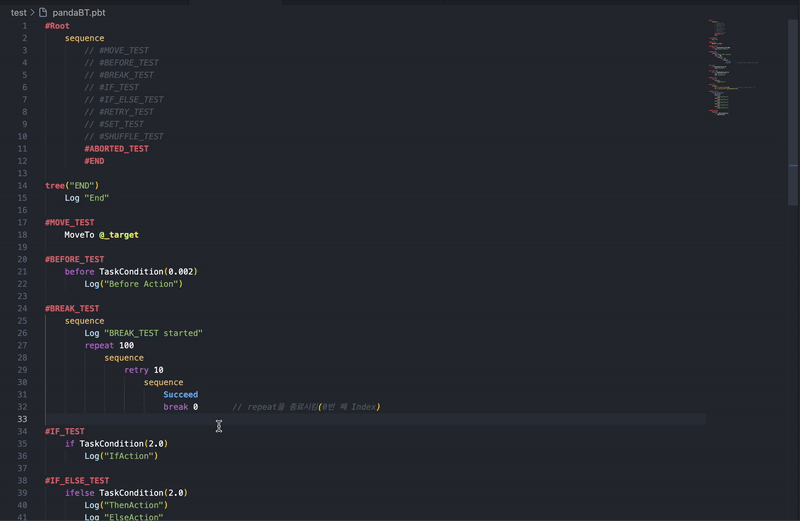 test > pandaBT.pbt
1 #Root
2 sequence
3 // #MOVE_TEST
4 // #BEFORE_TEST
5 // #BREAK_TEST
6 // #IF_TEST
7 // #IF_ELSE_TEST
8 // #RETRY_TEST
9 // #SET_TEST
10 // #SHUFFLE_TEST
11 #ABORTED_TEST
12 #END
13
14 tree("END")
15 Log "End"
16
17 #MOVE_TEST
18 MoveTo @_target
19
20 #BEFORE_TEST
21 before TaskCondition(0.002)
22 Log("Before Action")
23
24 #BREAK_TEST
25 sequence
26 Log "BREAK_TEST started"
27 repeat 100
28 sequence
29 retry 10
30 sequence
31 Succeed
32 break 0 // repeat을 종료시킴(0번 째 Index)
33
34 #IF_TEST
35 if TaskCondition(2.0)
36 Log("IfAction")
37
38 #IF_ELSE_TEST
39 ifelse TaskCondition(2.0)
40 Log("ThenAction")
41 Log "ElseAction"